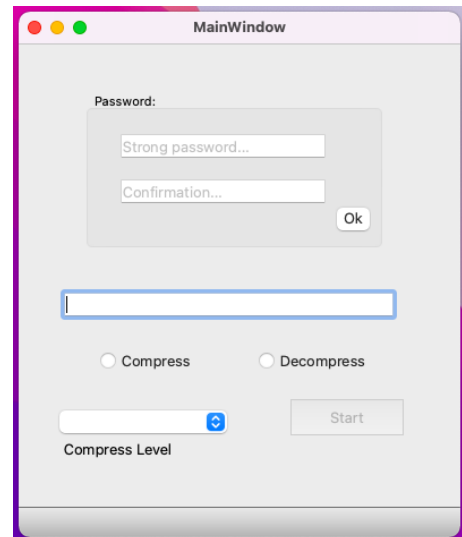 MainWindow
Password:
Strong password...
Confirmation...
Ok
Compress
Decompress
Start
Compress Level